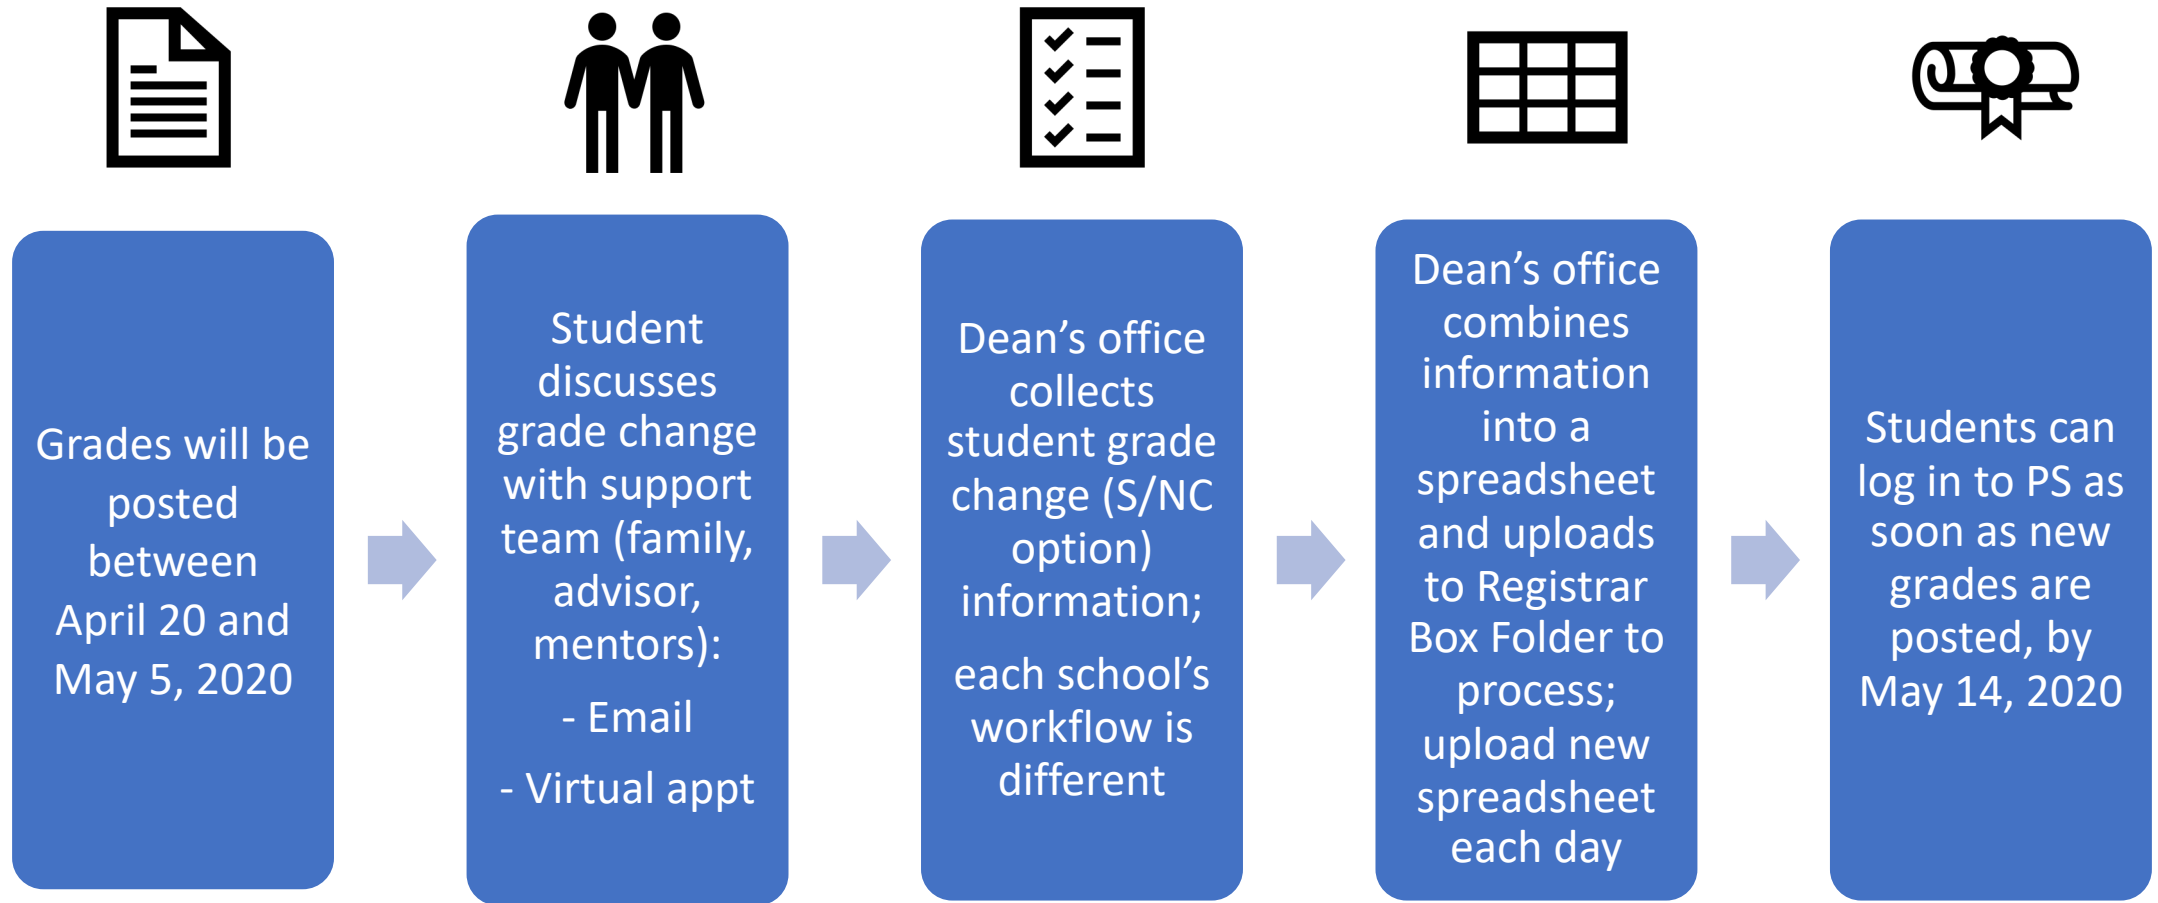 Grades will be
posted
between
April 20 and
May 5, 2020
Student
discusses
grade change
with support
team (family,
advisor,
mentors):
- Email
- Virtual appt
Dean’s office
collects
student grade
change (S/NC
option)
information;
each school’s
workflow is
different
Dean’s office
combines
information
into a
spreadsheet
and uploads
to Registrar
Box Folder to
process;
upload new
spreadsheet
each day
Students can
log in to PS as
soon as new
grades are
posted, by
May 14, 2020